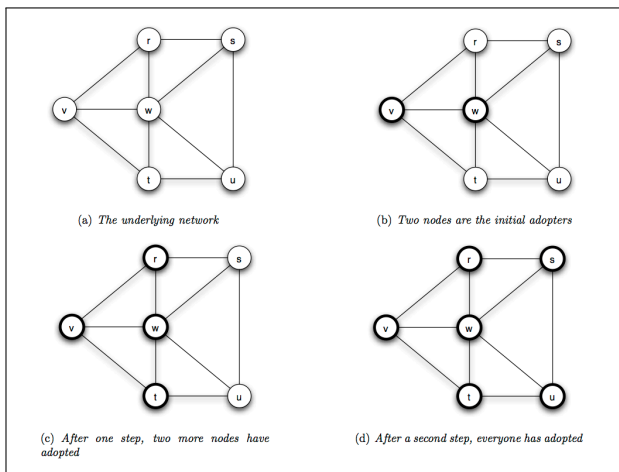 r s
v w
t u
(a) The underlying network
r s
v w
t u
(b) Two nodes are the initial adopters
r s
v w
t u
(c) After one step, two more nodes have
adopted
r s
v w
t u
(d) After a second step, everyone has adopted